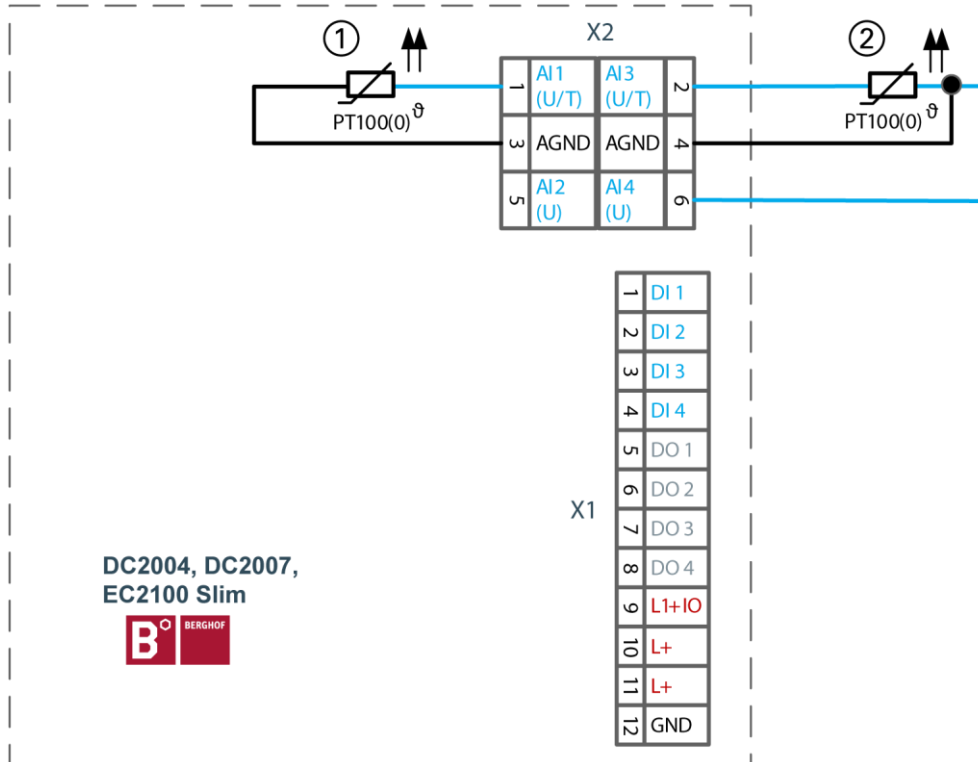 X2
①
②
PT100(0) ϑ
PT100(0) ϑ
1 AI1 (U/T) AI3 (U/T) 2
3 AGND AGND 4
5 AI2 (U) AI4 (U) 6
X1
1 DI 1
2 DI 2
3 DI 3
4 DI 4
5 DO 1
6 DO 2
7 DO 3
8 DO 4
9 L1+IO
10 L+
11 L+
12 GND
DC2004, DC2007,
EC2100 Slim
B BERGHOF